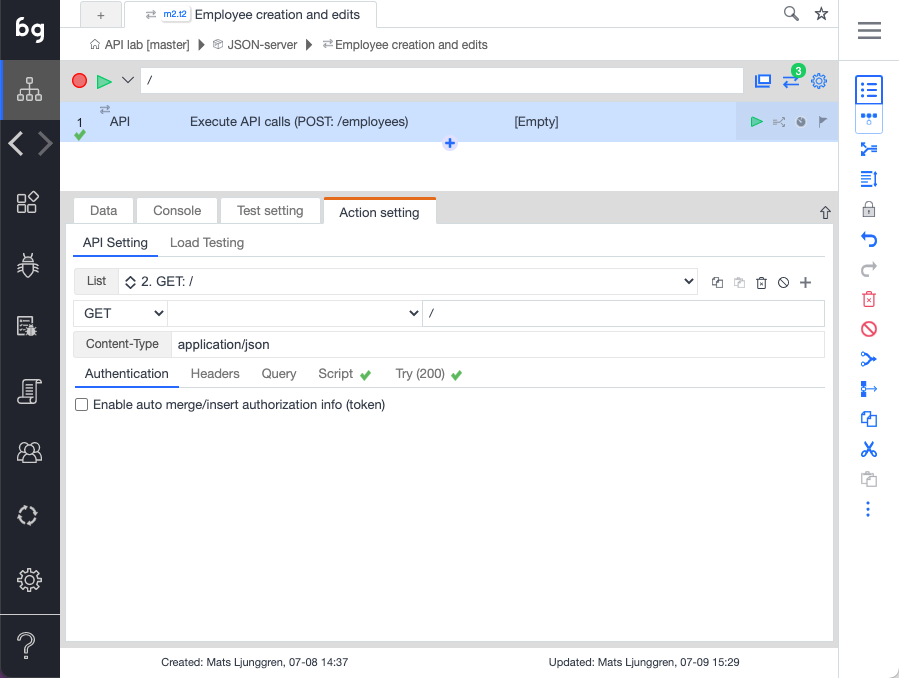 bg
+
m2.t2 Employee creation and edits
API lab [master] JSON-server Employee creation and edits
/
3
1 API Execute API calls (POST: /employees) [Empty]
Data Console Test setting Action setting
API Setting Load Testing
List 2. GET: /
GET /
Content-Type application/json
Authentication Headers Query Script Try (200)
Enable auto merge/insert authorization info (token)
Created: Mats Ljunggren, 07-08 14:37 Updated: Mats Ljunggren, 07-09 15:29